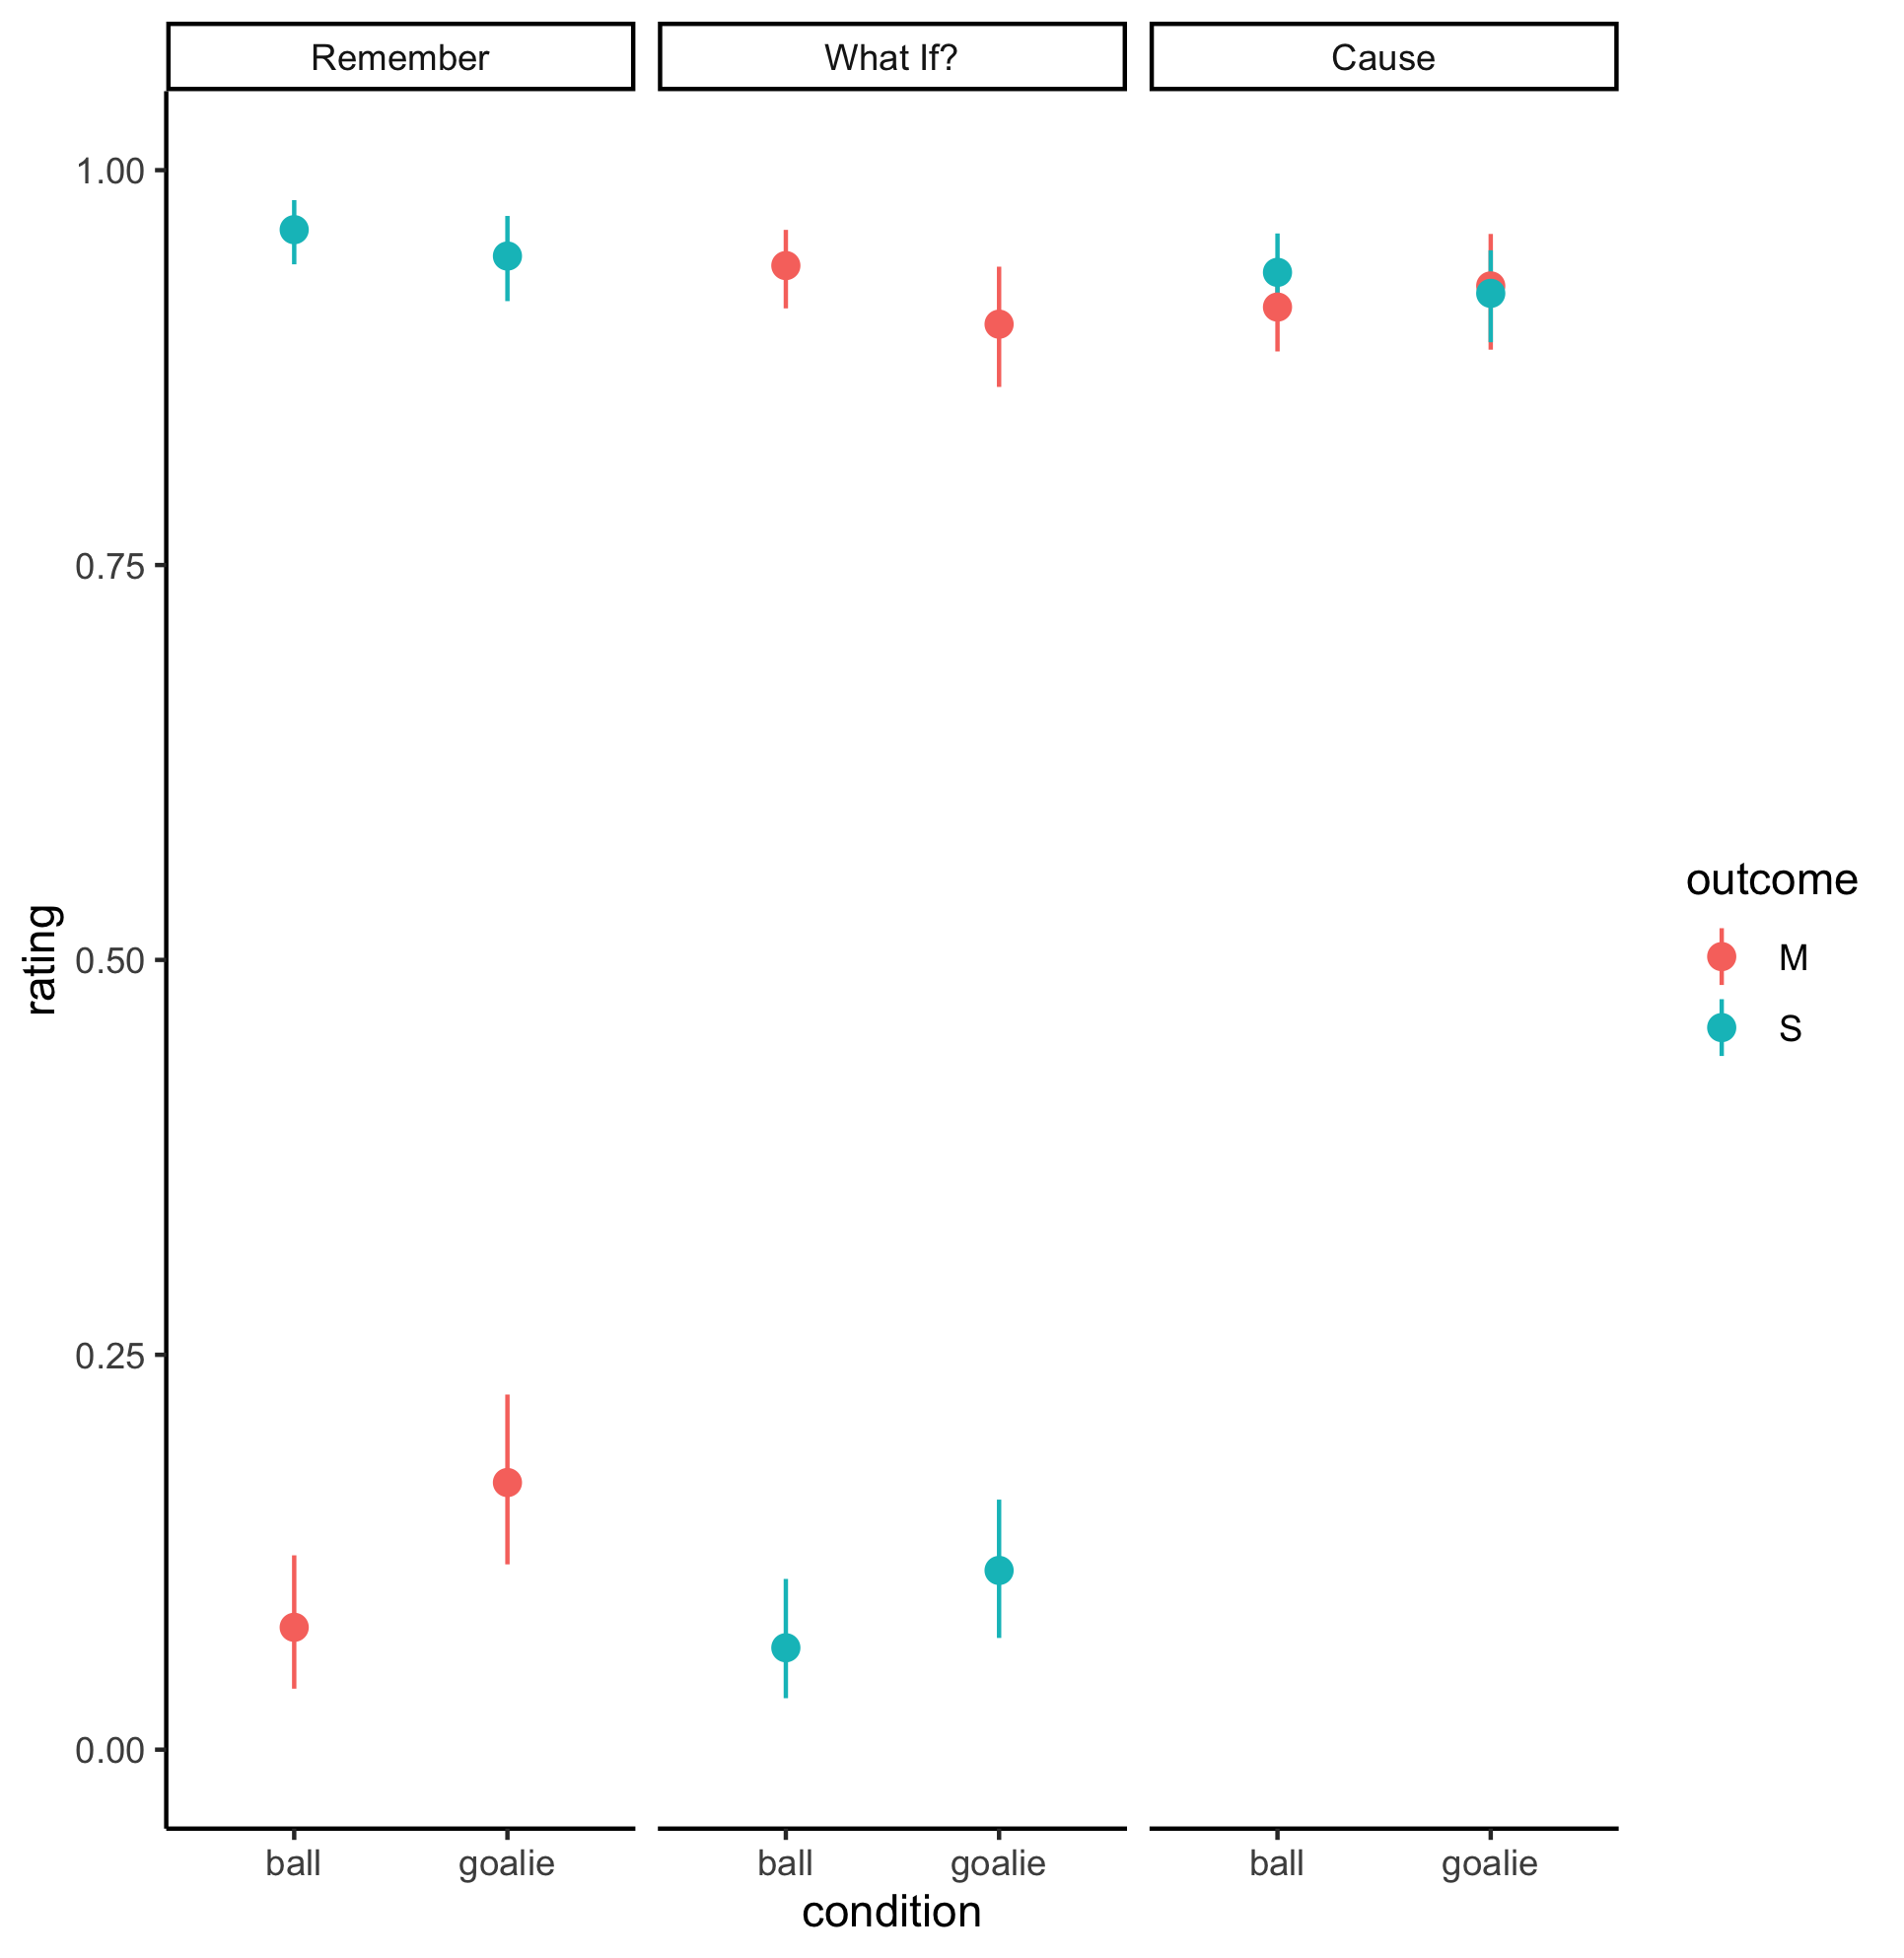 Remember What If? Cause
1.00
0.75
0.50
0.25
0.00
rating
ball goalie ball goalie ball goalie
condition
outcome
M
S